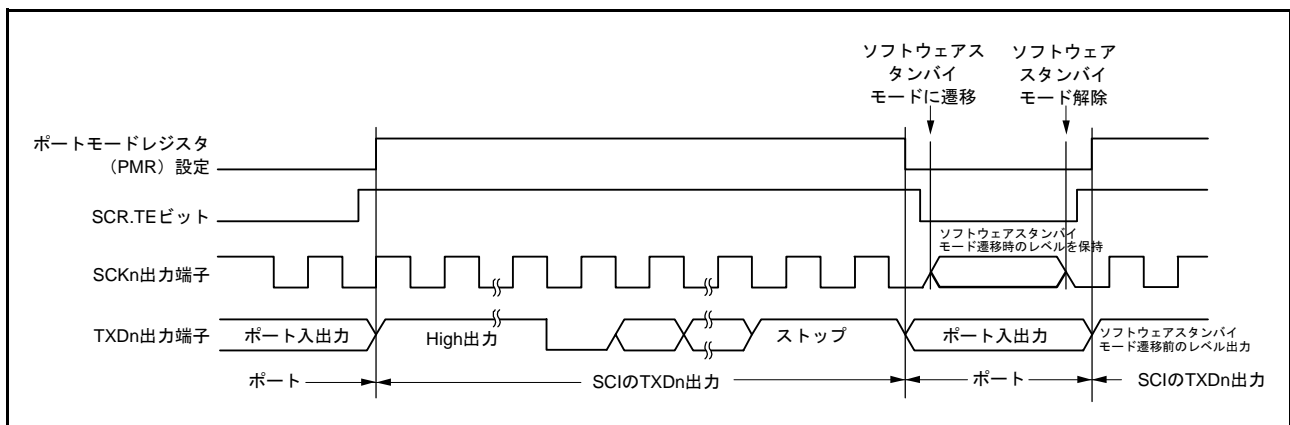 ソフトウェアス
タンバイ
モードに遷移
ソフトウェア
スタンバイ
モード解除
ポートモードレジスタ
（PMR）設定
SCR.TEビット
ソフトウェアスタンバイ
モード遷移時のレベルを保持
SCKn出力端子
TXDn出力端子
ポート入出力
High出力
ストップ
ポート入出力
ソフトウェアスタンバイ
モード遷移前のレベル出力
ポート
SCIのTXDn出力
ポート
SCIのTXDn出力